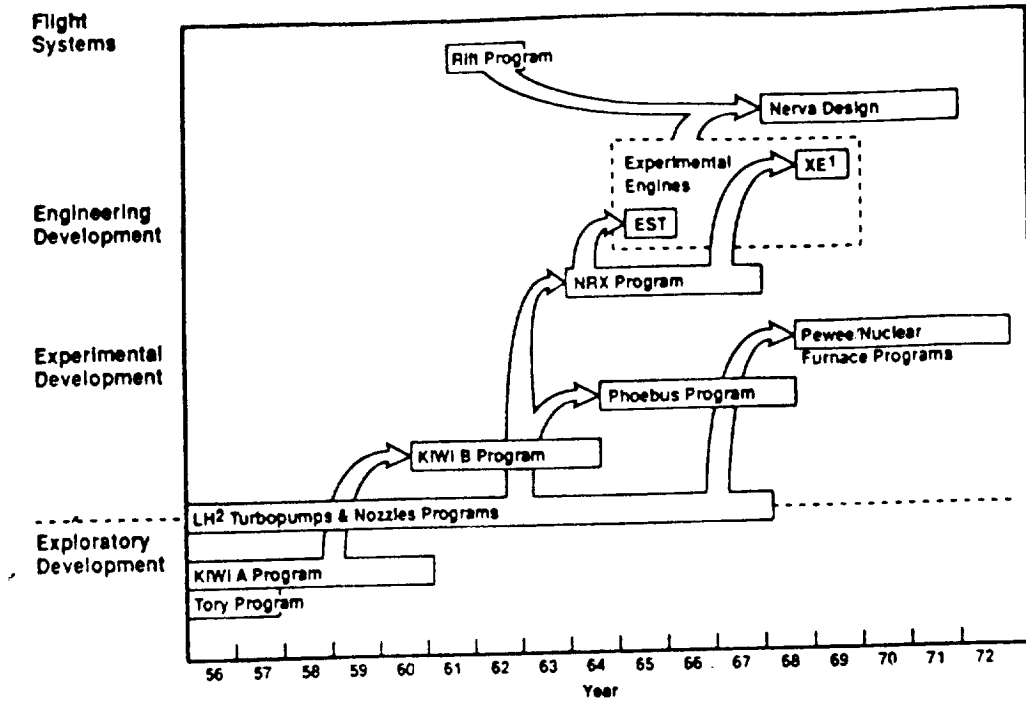 Flight
Systems
Rift Program
Nerva Design
Experimental
Engines
XE1
Engineering
Development
EST
NRX Program
Experimental
Development
Pewee/Nuclear
Furnace Programs
Phoebus Program
KIWI B Program
LH2 Turbopumps & Nozzles Programs
Exploratory
Development
KIWI A Program
Tory Program
56 57 58 59 60 61 62 63 64 65 66 67 68 69 70 71 72
Year